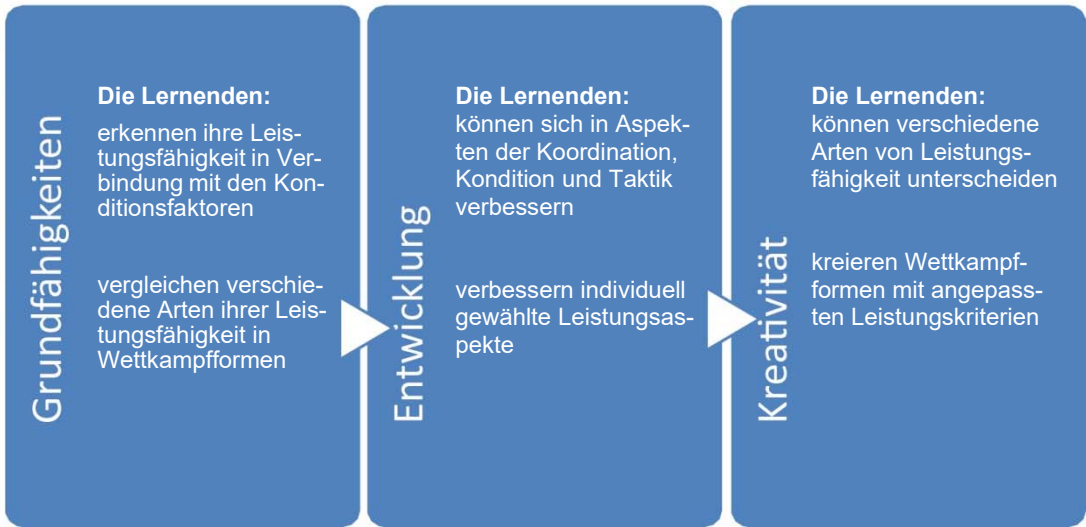 Grundfähigkeiten
Die Lernenden:
erkennen ihre Leis-
tungsfähigkeit in Ver-
bindung mit den Kon-
ditionsfaktoren
vergleichen verschie-
dene Arten ihrer Leis-
tungsfähigkeit in
Wettkampfformen
Entwicklung
Die Lernenden:
können sich in Aspek-
ten der Koordination,
Kondition und Taktik
verbessern
verbessern individuell
gewählte Leistungsas-
pekte
Kreativität
Die Lernenden:
können verschiedene
Arten von Leistungs-
fähigkeit unterscheiden
kreieren Wettkampf-
formen mit angepass-
ten Leistungskriterien